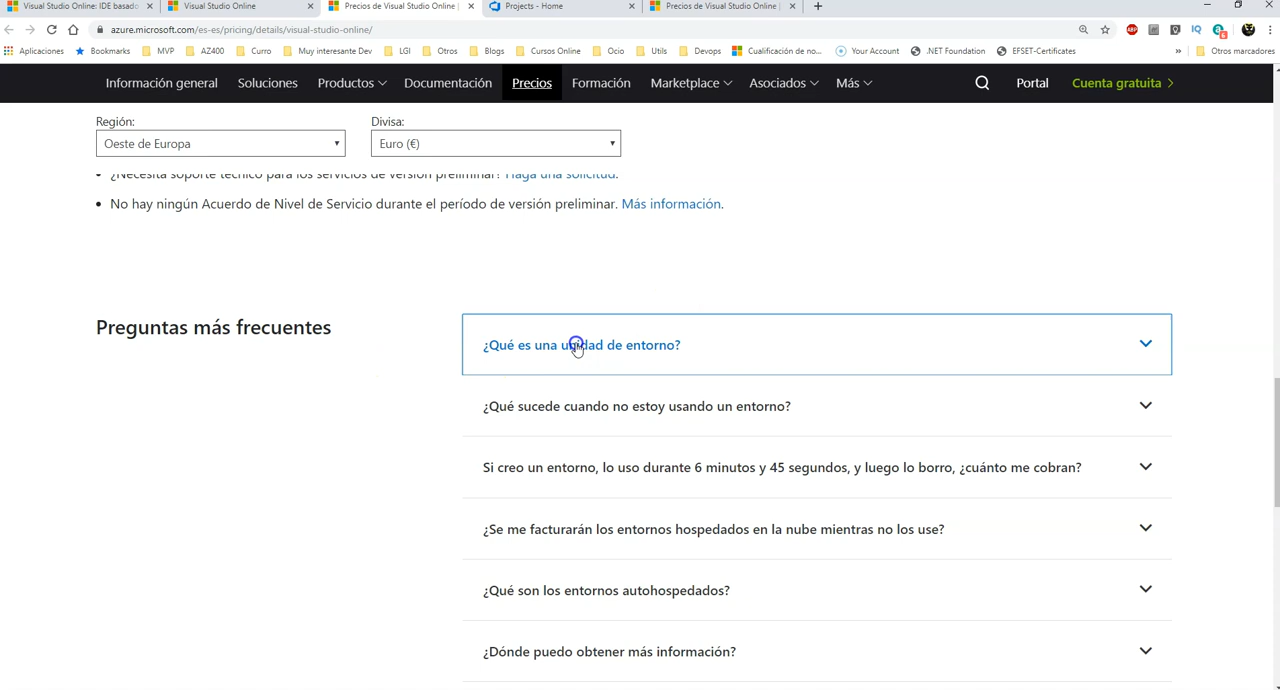 Visual Studio Online: IDE basado
Visual Studio Online
Precios de Visual Studio Online |
Projects - Home
Precios de Visual Studio Online |
azure.microsoft.com/es-es/pricing/details/visual-studio-online/
Aplicaciones
Bookmarks
MVP
AZ400
Curro
Muy interesante Dev
LGI
Otros
Blogs
Cursos Online
Ocio
Utils
Devops
Cualificación de no...
Your Account
.NET Foundation
EFSET-Certificates
»
Otros marcadores
Información general
Soluciones
Productos
Documentación
Precios
Formación
Marketplace
Asociados
Más
Portal
Cuenta gratuita >
Región:
Divisa:
Oeste de Europa
Euro (€)
• ¿Necesita soporte técnico para los servicios de versión preliminar? Haga una solicitud.
• No hay ningún Acuerdo de Nivel de Servicio durante el período de versión preliminar. Más información.
Preguntas más frecuentes
¿Qué es una unidad de entorno?
¿Qué sucede cuando no estoy usando un entorno?
Si creo un entorno, lo uso durante 6 minutos y 45 segundos, y luego lo borro, ¿cuánto me cobran?
¿Se me facturarán los entornos hospedados en la nube mientras no los use?
¿Qué son los entornos autohospedados?
¿Dónde puedo obtener más información?